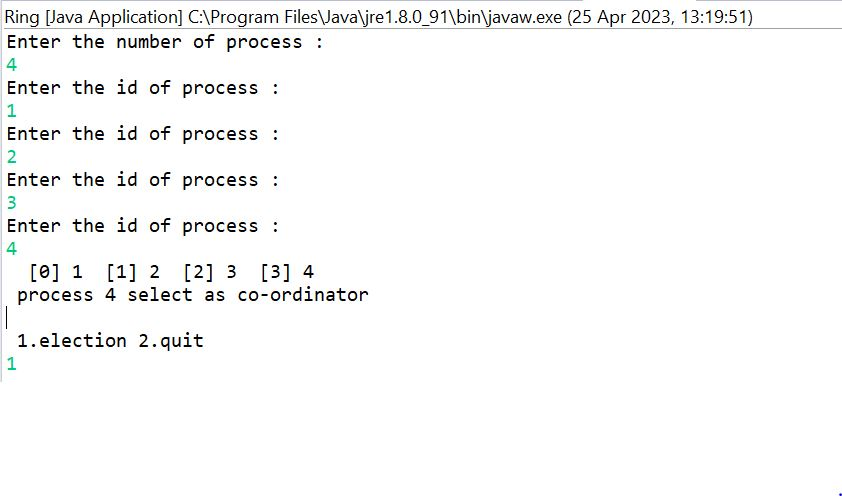 Ring [Java Application] C:\Program Files\Java\jre1.8.0_91\bin\javaw.exe (25 Apr 2023, 13:19:51)
Enter the number of process :
4
Enter the id of process :
1
Enter the id of process :
2
Enter the id of process :
3
Enter the id of process :
4
[0] 1  [1] 2  [2] 3  [3] 4
process 4 select as co-ordinator
1.election 2.quit
1